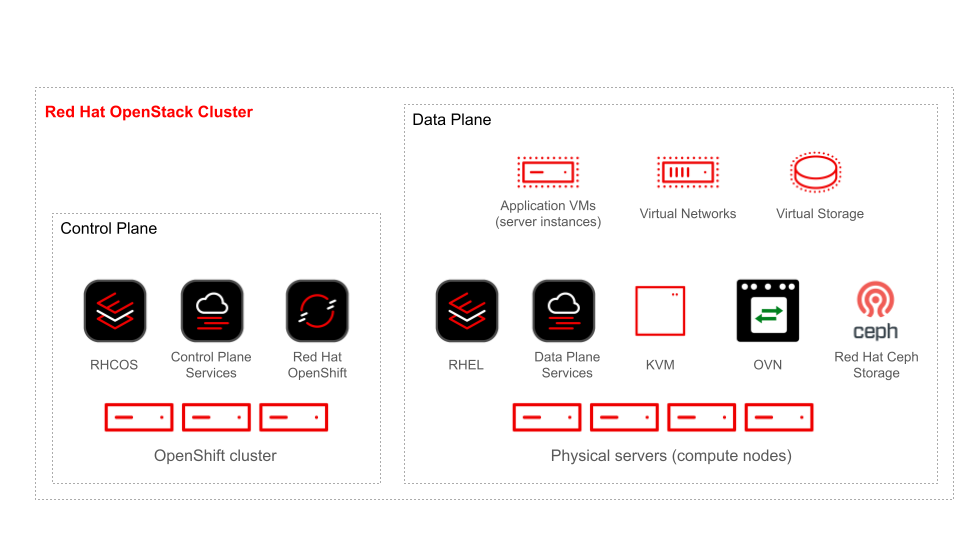 Red Hat OpenStack Cluster
Data Plane
Application VMs
(server instances)
Virtual Networks
Virtual Storage
Control Plane
RHCOS
Control Plane
Services
Red Hat
OpenShift
OpenShift cluster
RHEL
Data Plane
Services
KVM
OVN
ceph
Red Hat Ceph
Storage
Physical servers (compute nodes)